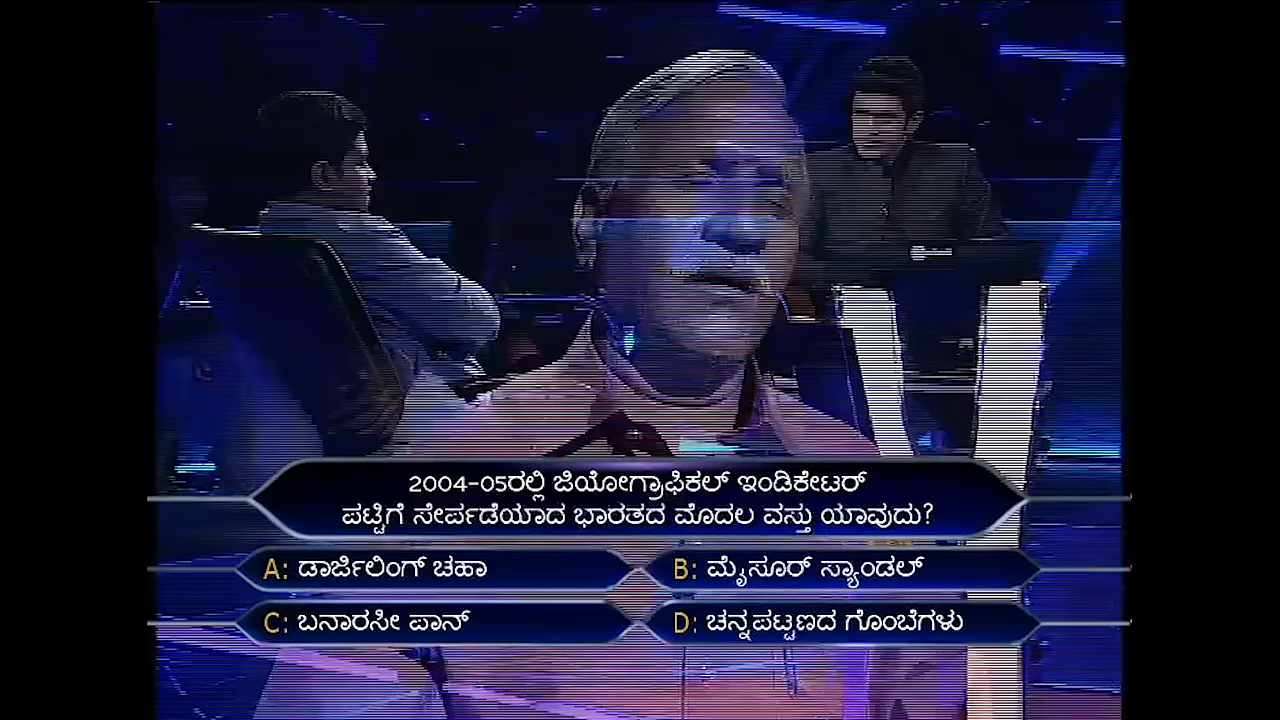 2004-05ರಲ್ಲಿ ಜಿಯೋಗ್ರಾಫಿಕಲ್ ಇಂಡಿಕೇಟರ್
ಪಟ್ಟಿಗೆ ಸೇರ್ಪಡೆಯಾದ ಭಾರತದ ಮೊದಲ ವಸ್ತು ಯಾವುದು?
A: ಡಾರ್ಜಿಲಿಂಗ್ ಚಹಾ
B: ಮೈಸೂರ್ ಸ್ಯಾಂಡಲ್
C: ಬನಾರಸೀ ಪಾನ್
D: ಚನ್ನಪಟ್ಟಣದ ಗೊಂಬೆಗಳು